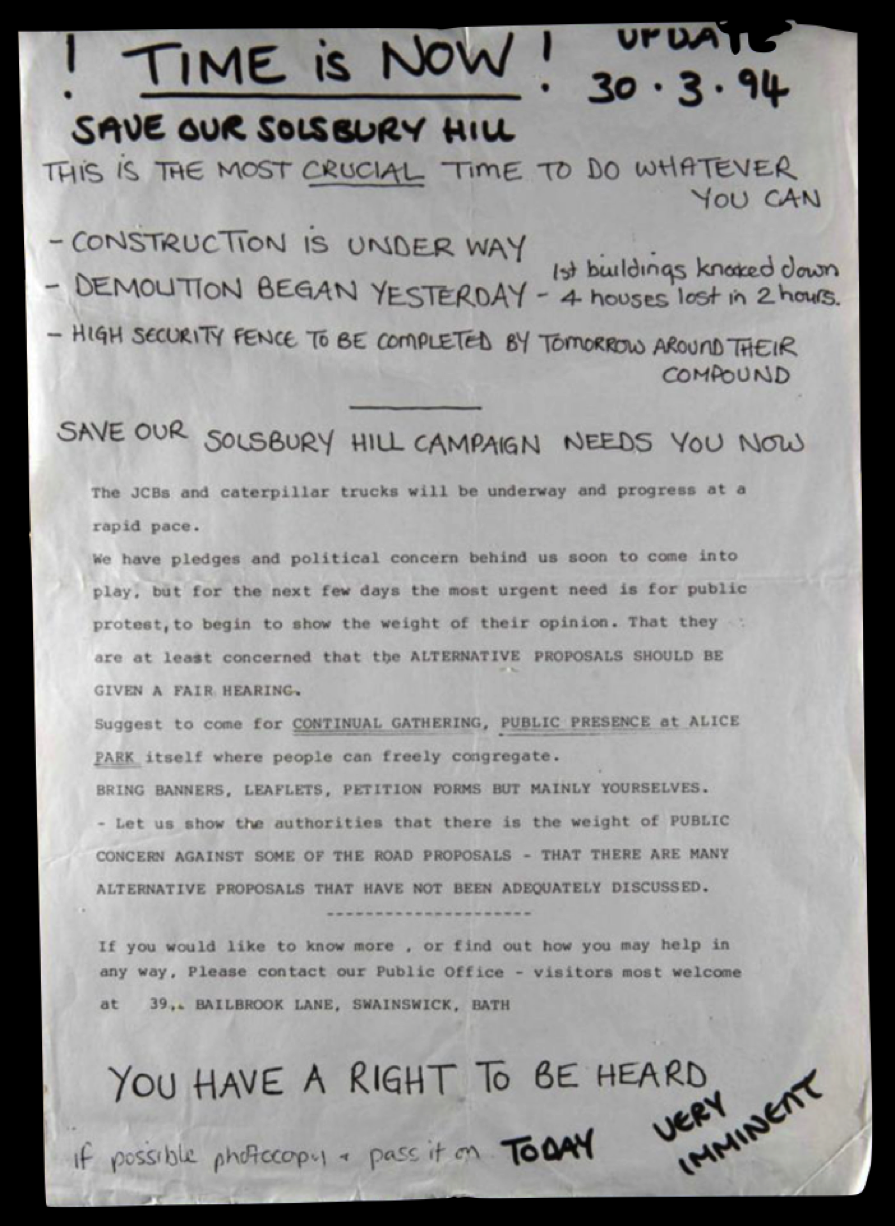 ! TIME is NOW ! UPDATE
30.3.94
SAVE OUR SOLSBURY HILL
THIS IS THE MOST CRUCIAL TIME TO DO WHATEVER
YOU CAN
- CONSTRUCTION IS UNDER WAY
- DEMOLITION BEGAN YESTERDAY - 1st buildings knocked down
4 houses lost in 2 hours.
- HIGH SECURITY FENCE TO BE COMPLETED BY TOMORROW AROUND THEIR
COMPOUND
SAVE OUR SOLSBURY HILL CAMPAIGN NEEDS YOU NOW
The JCBs and caterpillar trucks will be underway and progress at a
rapid pace.
We have pledges and political concern behind us soon to come into
play, but for the next few days the most urgent need is for public
protest, to begin to show the weight of their opinion. That they
are at least concerned that the ALTERNATIVE PROPOSALS SHOULD BE
GIVEN A FAIR HEARING.
Suggest to come for CONTINUAL GATHERING, PUBLIC PRESENCE at ALICE
PARK itself where people can freely congregate.
BRING BANNERS, LEAFLETS, PETITION FORMS BUT MAINLY YOURSELVES.
- Let us show the authorities that there is the weight of PUBLIC
CONCERN AGAINST SOME OF THE ROAD PROPOSALS - THAT THERE ARE MANY
ALTERNATIVE PROPOSALS THAT HAVE NOT BEEN ADEQUATELY DISCUSSED.
---------------------
If you would like to know more , or find out how you may help in
any way, Please contact our Public Office - visitors most welcome
at 39,. BAILBROOK LANE, SWAINSWICK, BATH
YOU HAVE A RIGHT TO BE HEARD
if possible photocopy & pass it on TODAY
VERY
IMMINENT